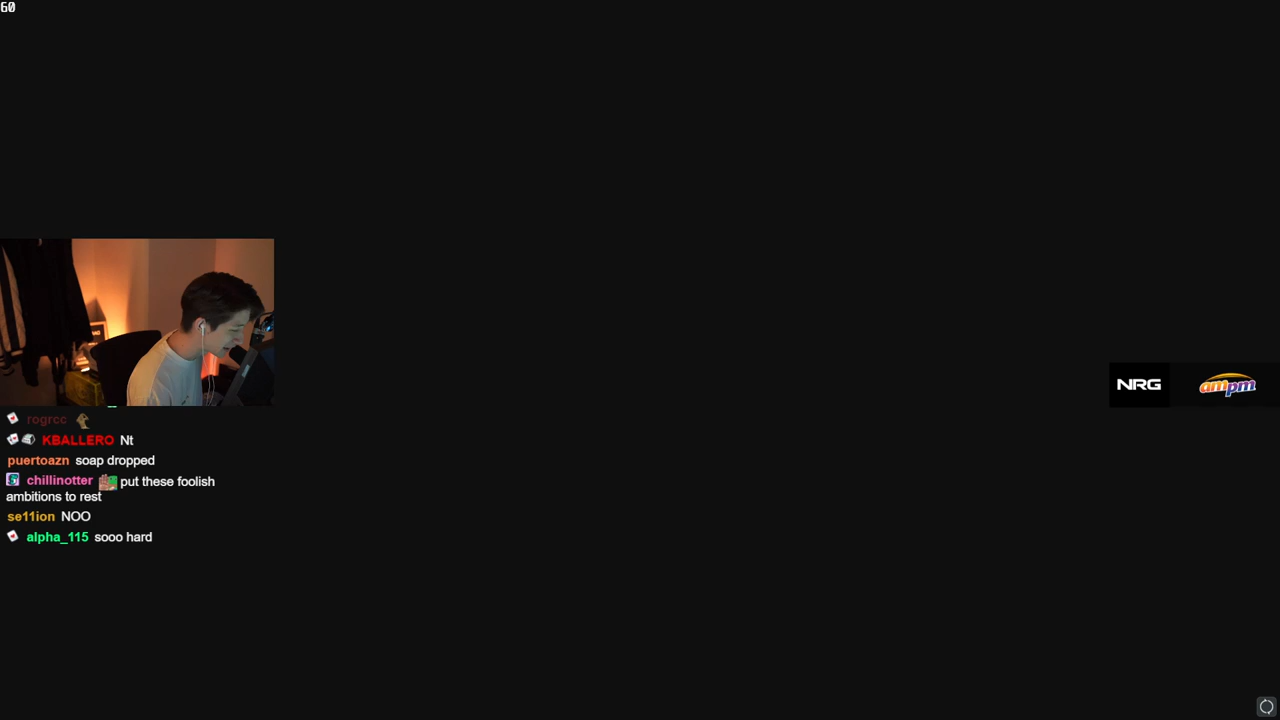 60
rogrcc
KBALLERO Nt
puertoazn soap dropped
chillinotter put these foolish
ambitions to rest
se11ion NOO
alpha_115 sooo hard
NRG
ampm